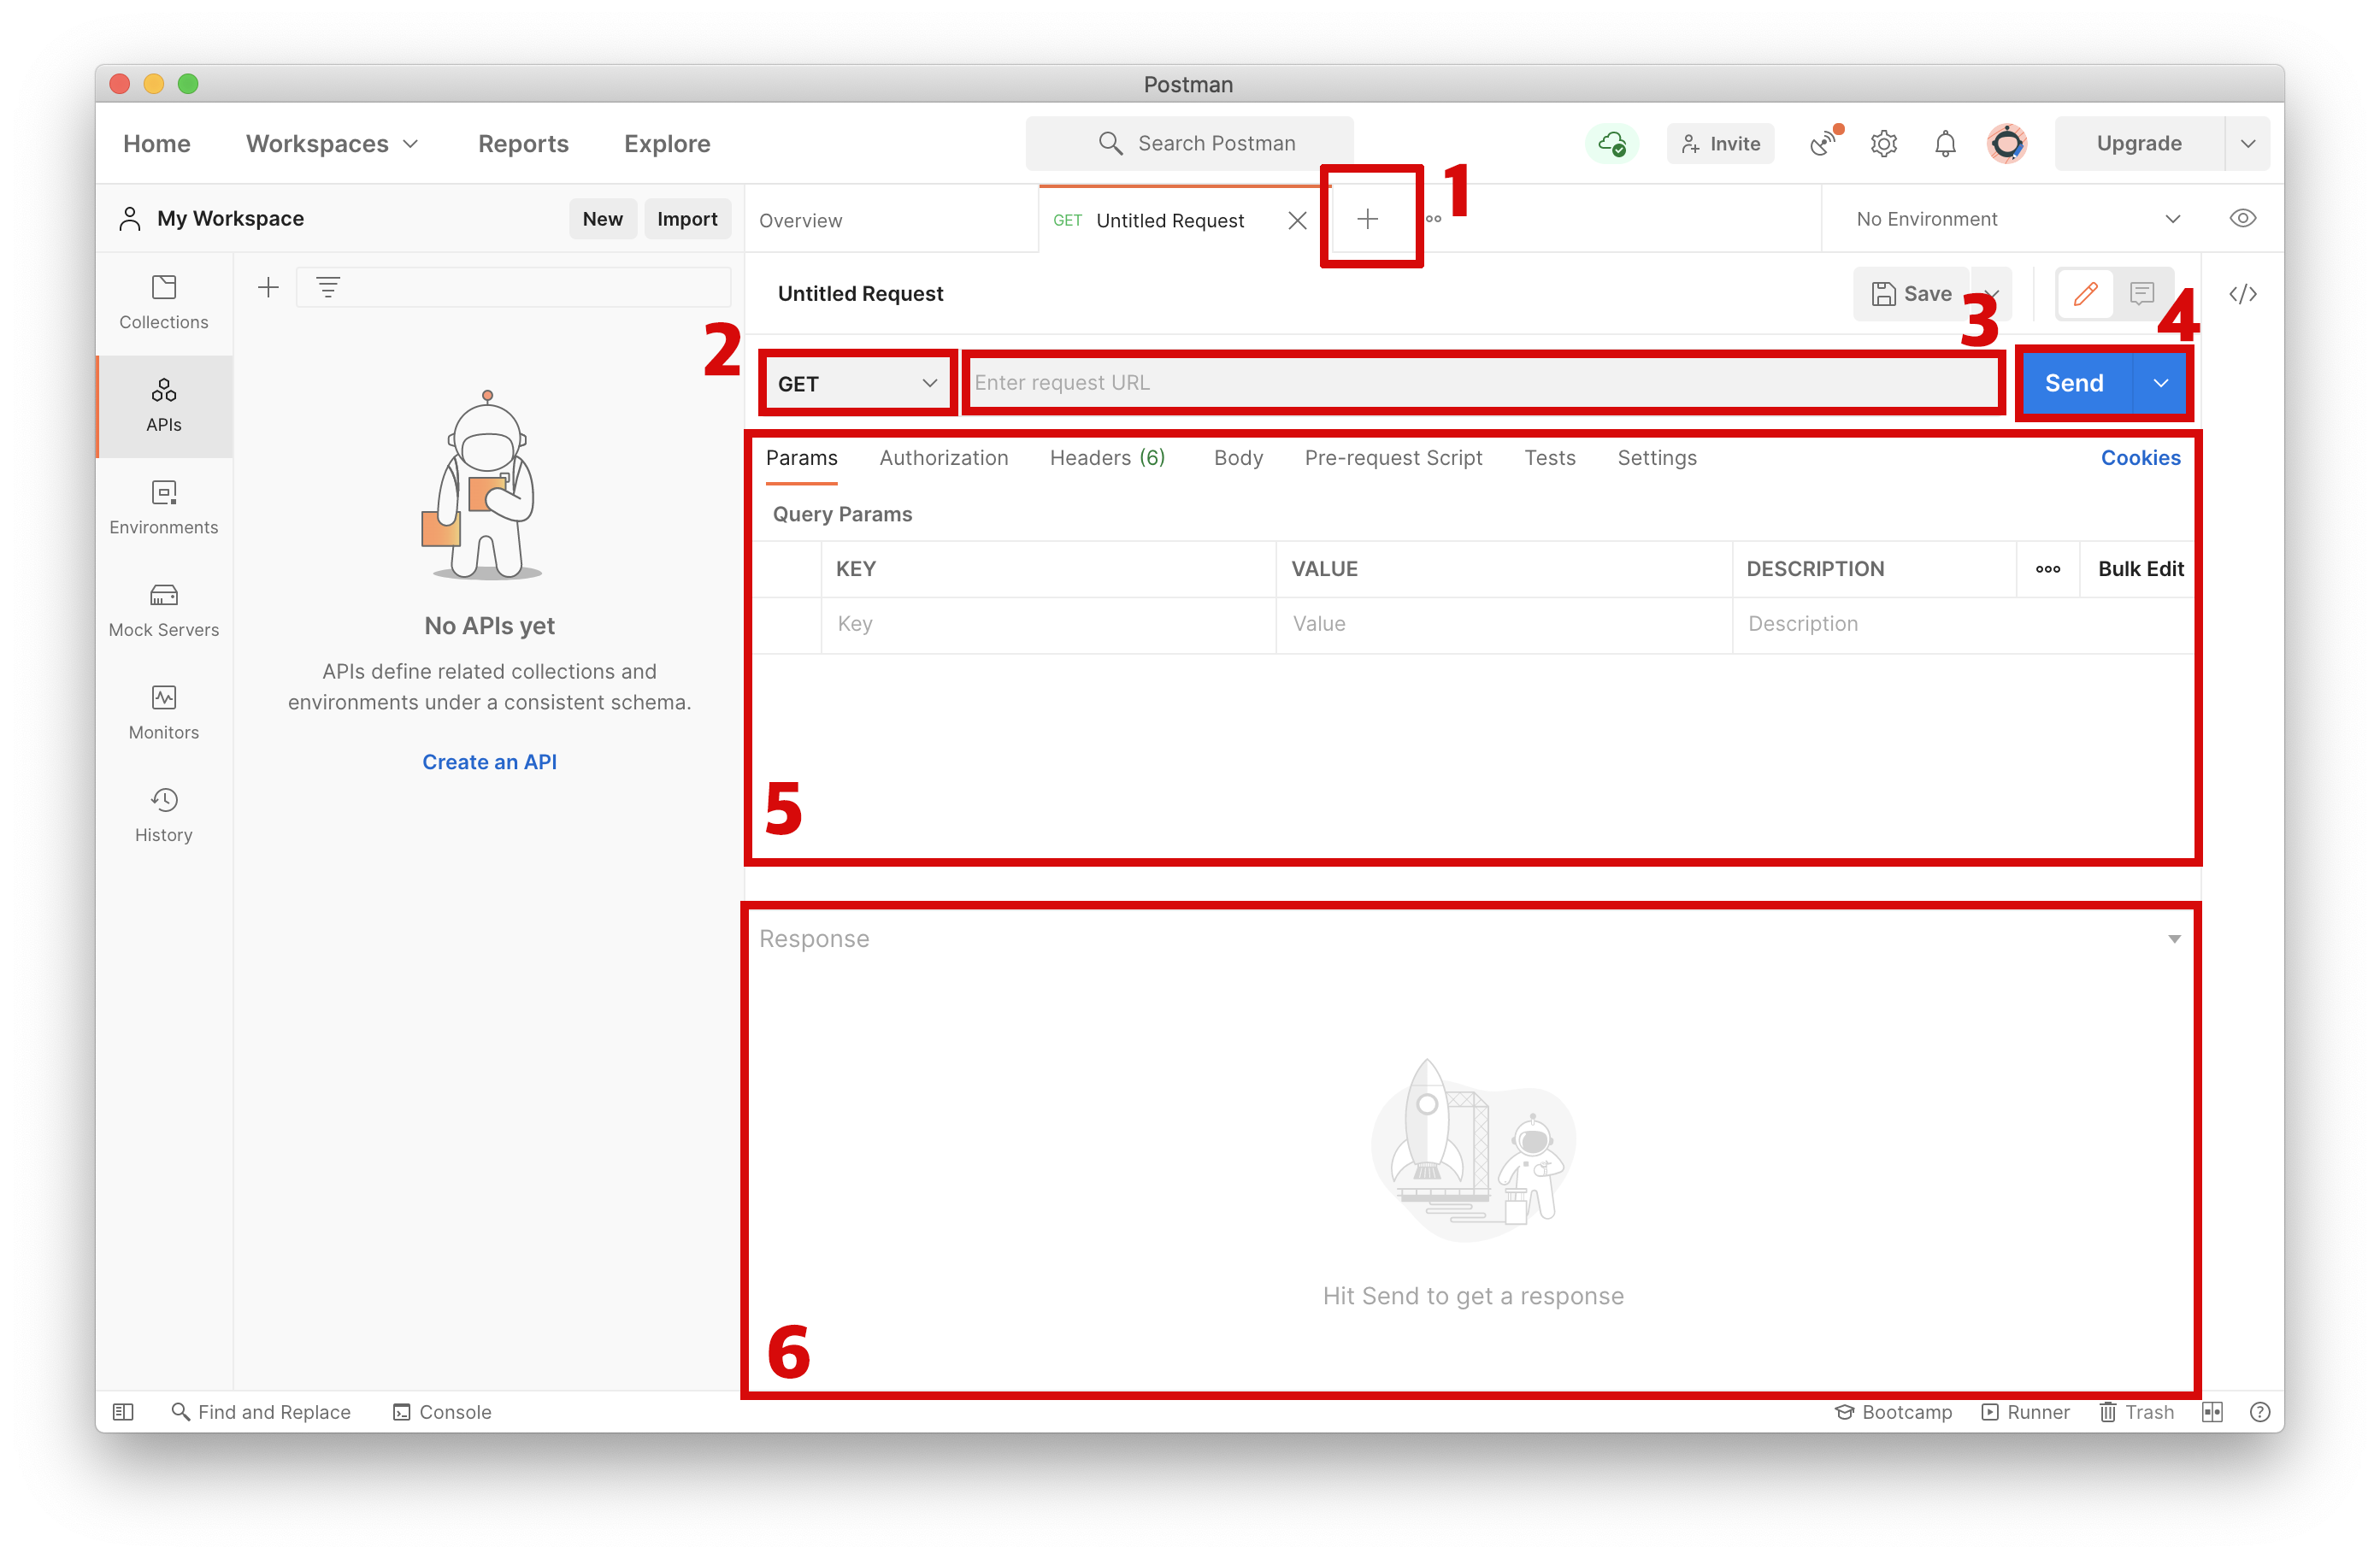 Postman
Home Workspaces Reports Explore Search Postman Invite Upgrade
1
My Workspace New Import Overview GET Untitled Request No Environment
Collections
Untitled Request Save
2 3 4
GET Enter request URL Send
APIs
Params Authorization Headers (6) Body Pre-request Script Tests Settings Cookies
Query Params
Environments
KEY VALUE DESCRIPTION Bulk Edit
Key Value Description
Mock Servers
No APIs yet
APIs define related collections and
environments under a consistent schema.
Monitors
Create an API
5
History
Response
Hit Send to get a response
6
Find and Replace Console Bootcamp Runner Trash